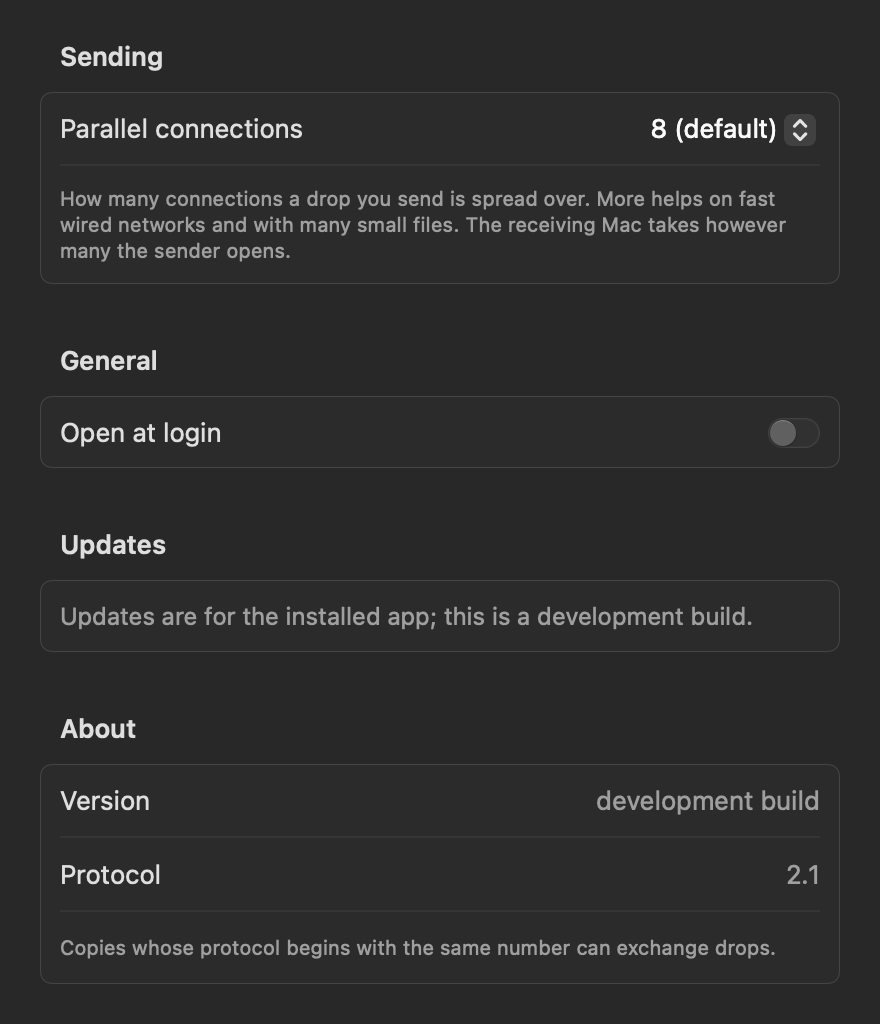 Sending
Parallel connections 8 (default)
How many connections a drop you send is spread over. More helps on fast
wired networks and with many small files. The receiving Mac takes however
many the sender opens.
General
Open at login
Updates
Updates are for the installed app; this is a development build.
About
Version development build
Protocol 2.1
Copies whose protocol begins with the same number can exchange drops.